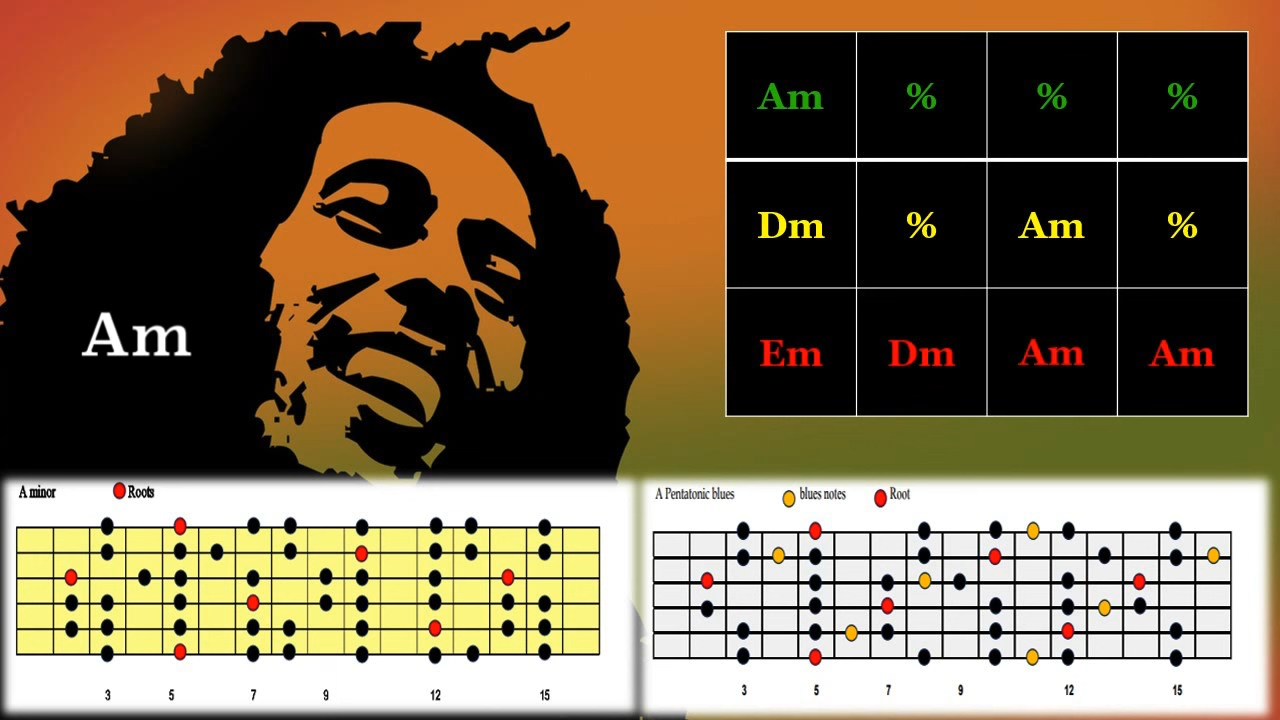 Am % % %
Dm % Am %
Em Dm Am Am
Am
A minor Roots
3 5 7 9 12 15
A Pentatonic blues blues notes Root
3 5 7 9 12 15